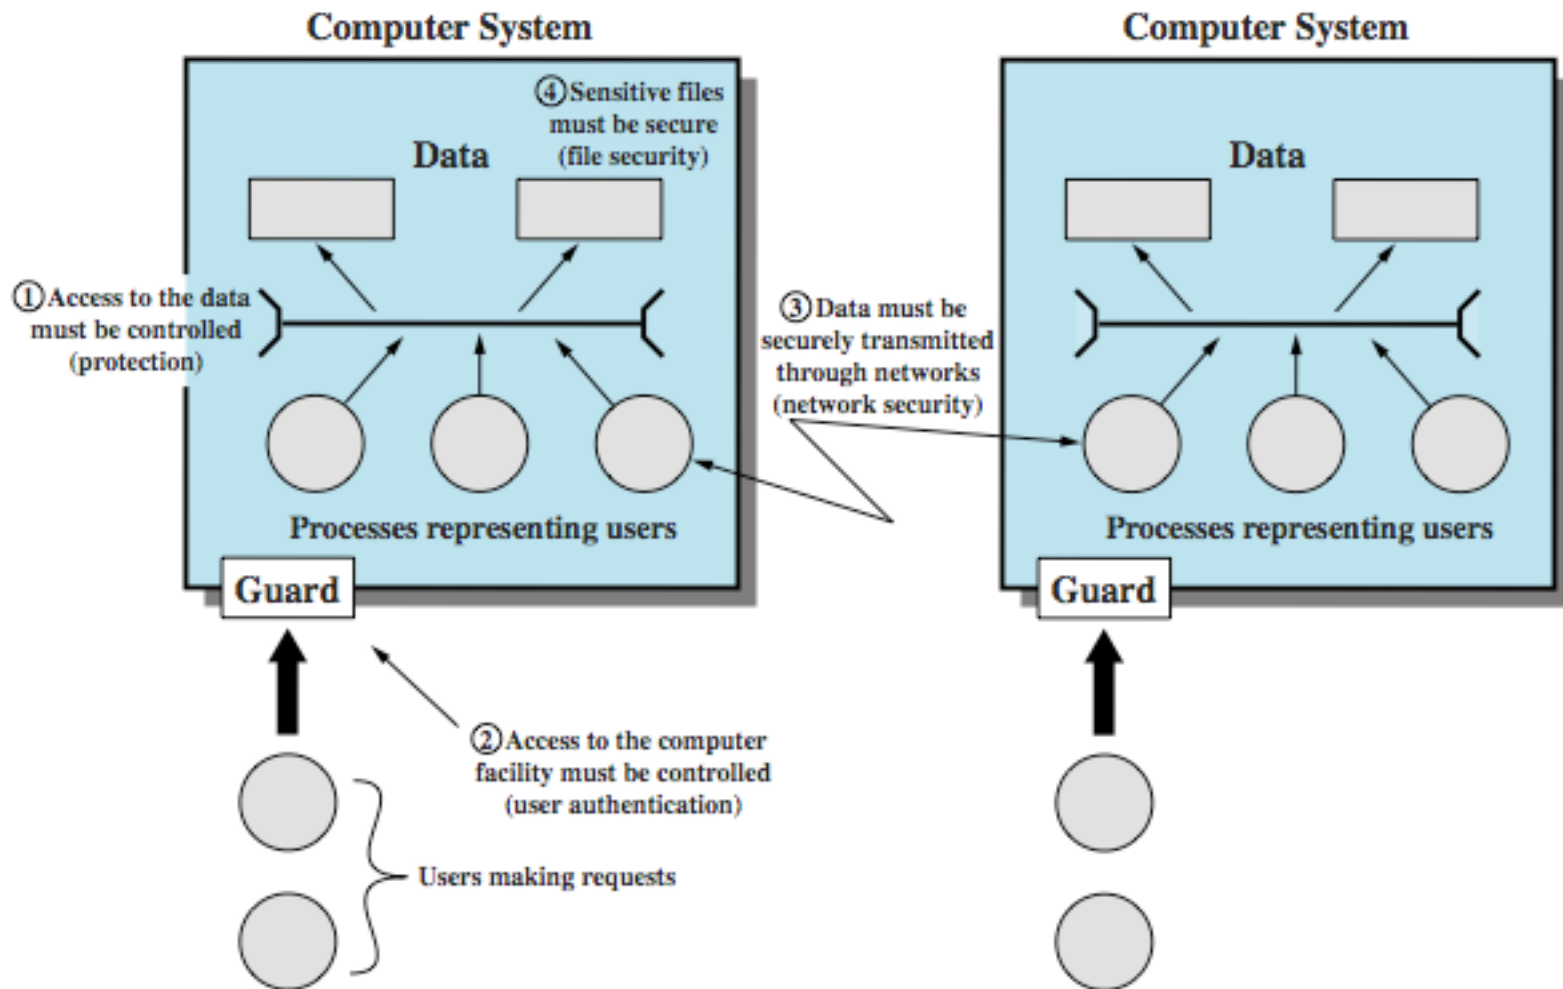 Computer System
④Sensitive files
must be secure
(file security)
Data
①Access to the data
must be controlled
(protection)
Processes representing users
Guard
②Access to the computer
facility must be controlled
(user authentication)
Users making requests
③Data must be
securely transmitted
through networks
(network security)
Computer System
Data
Processes representing users
Guard